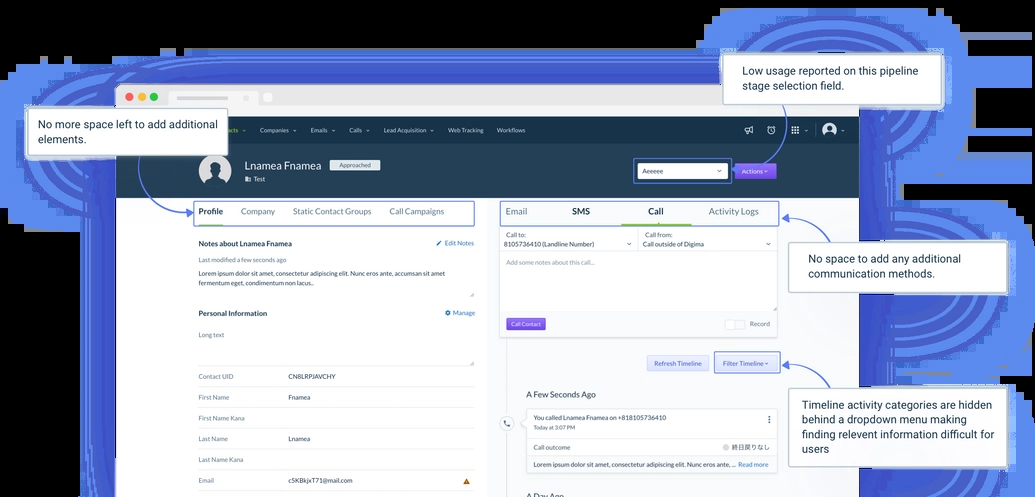 Low usage reported on this pipeline
stage selection field.
No more space left to add additional
elements.
Companies
Emails
Calls
Lead Acquisition
Web Tracking
Workflows
Lnamea Fnamea
Approached
Test
Aeeeee
Actions
Profile
Company
Static Contact Groups
Call Campaigns
Email
SMS
Call
Activity Logs
Notes about Lnamea Fnamea
Edit Notes
Last modified a few seconds ago
Lorem ipsum dolor sit amet, consectetur adipiscing elit. Nunc eros ante, accumsan sit amet
fermentum eget, condimentum non lacus..
Personal Information
Manage
Long text
Contact UID CN8LRPJAVCHY
First Name Fnamea
First Name Kana
Last Name Lnamea
Last Name Kana
Email c5KBkjxT71@mail.com
Call to:
8105736410 (Landline Number)
Call from:
Call outside of Digima
Add some notes about this call...
Call Contact
Record
No space to add any additional
communication methods.
Refresh Timeline
Filter Timeline
A Few Seconds Ago
You called Lnamea Fnamea on +818105736410
Today at 3:07 PM
Call outcome
終日戻りなし
Lorem ipsum dolor sit amet, consectetur adipiscing elit. Nunc eros ante, ... Read more
Timeline activity categories are hidden
behind a dropdown menu making
finding relevent information difficult for
users
A Day Ago